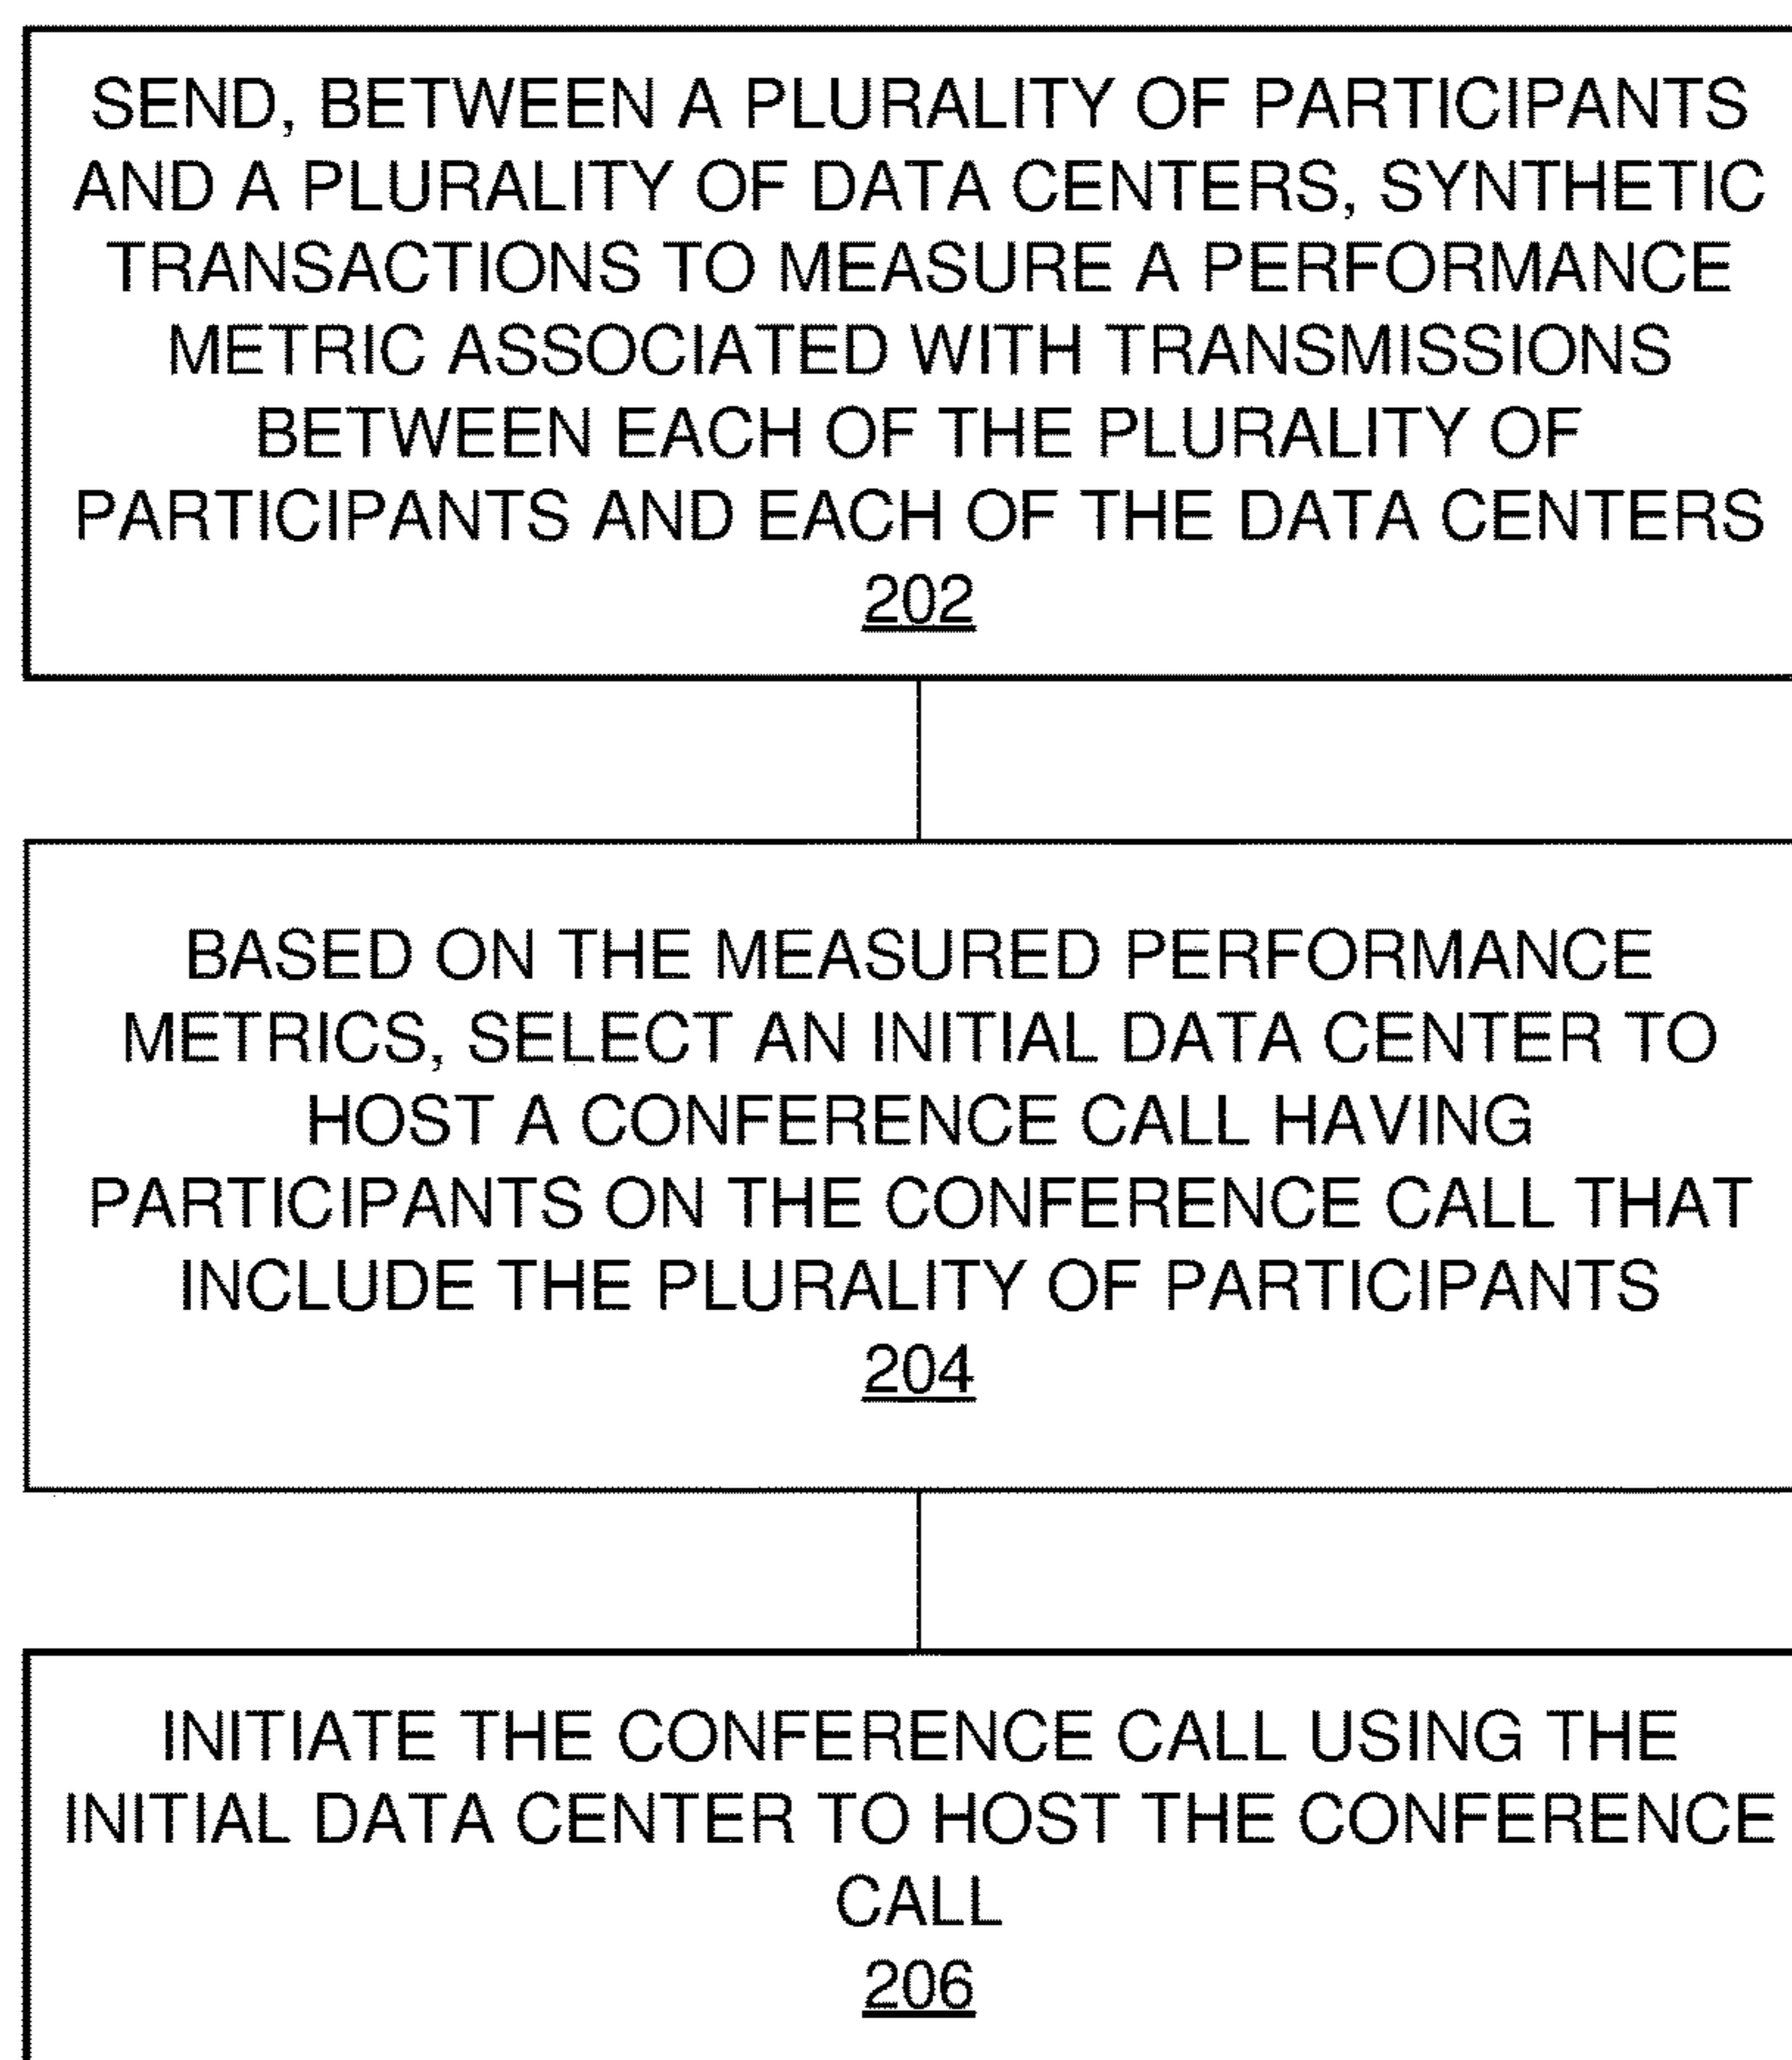 SEND, BETWEEN A PLURALITY OF PARTICIPANTS
AND A PLURALITY OF DATA CENTERS, SYNTHETIC
TRANSACTIONS TO MEASURE A PERFORMANCE
METRIC ASSOCIATED WITH TRANSMISSIONS
BETWEEN EACH OF THE PLURALITY OF
PARTICIPANTS AND EACH OF THE DATA CENTERS
202
BASED ON THE MEASURED PERFORMANCE
METRICS, SELECT AN INITIAL DATA CENTER TO
HOST A CONFERENCE CALL HAVING
PARTICIPANTS ON THE CONFERENCE CALL THAT
INCLUDE THE PLURALITY OF PARTICIPANTS
204
INITIATE THE CONFERENCE CALL USING THE
INITIAL DATA CENTER TO HOST THE CONFERENCE
CALL
206